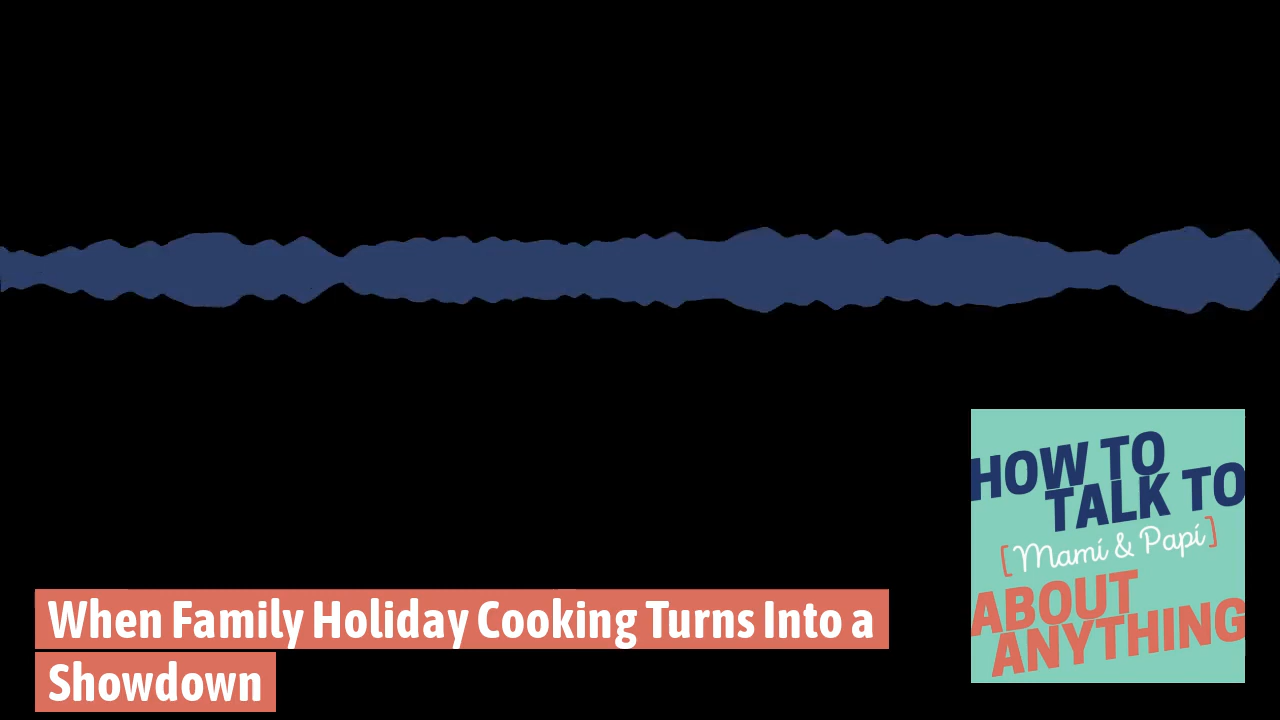 HOW TO
TALK TO
[Mamí & Papí]
ABOUT
ANYTHING
When Family Holiday Cooking Turns Into a
Showdown